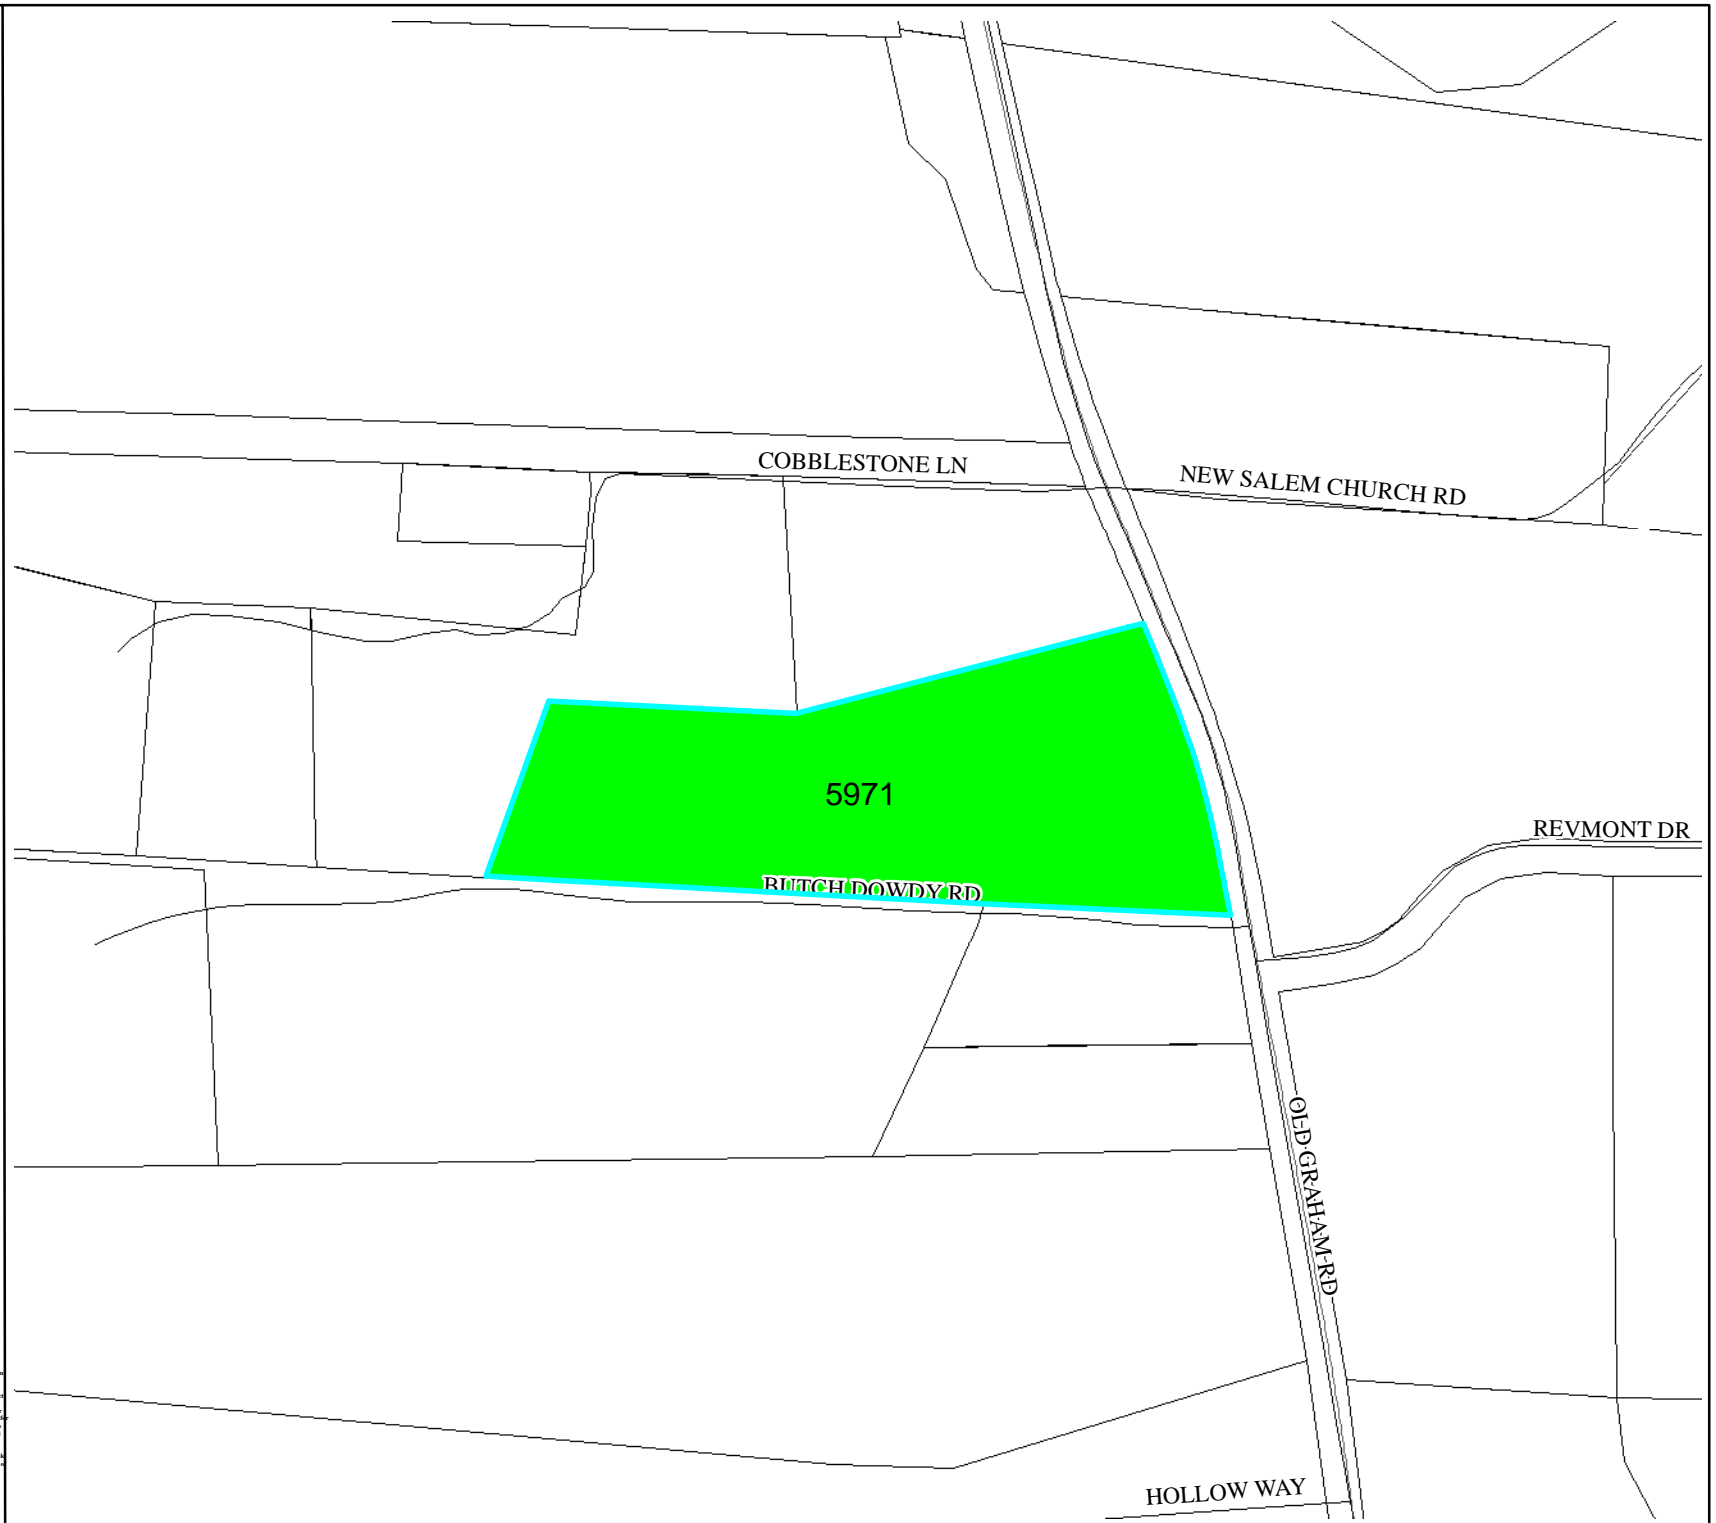 COBBLESTONE LN
NEW SALEM CHURCH RD
5971
REVMONT DR
BUTCH DOWDY RD
OLD GRAHAM RD
HOLLOW WAY